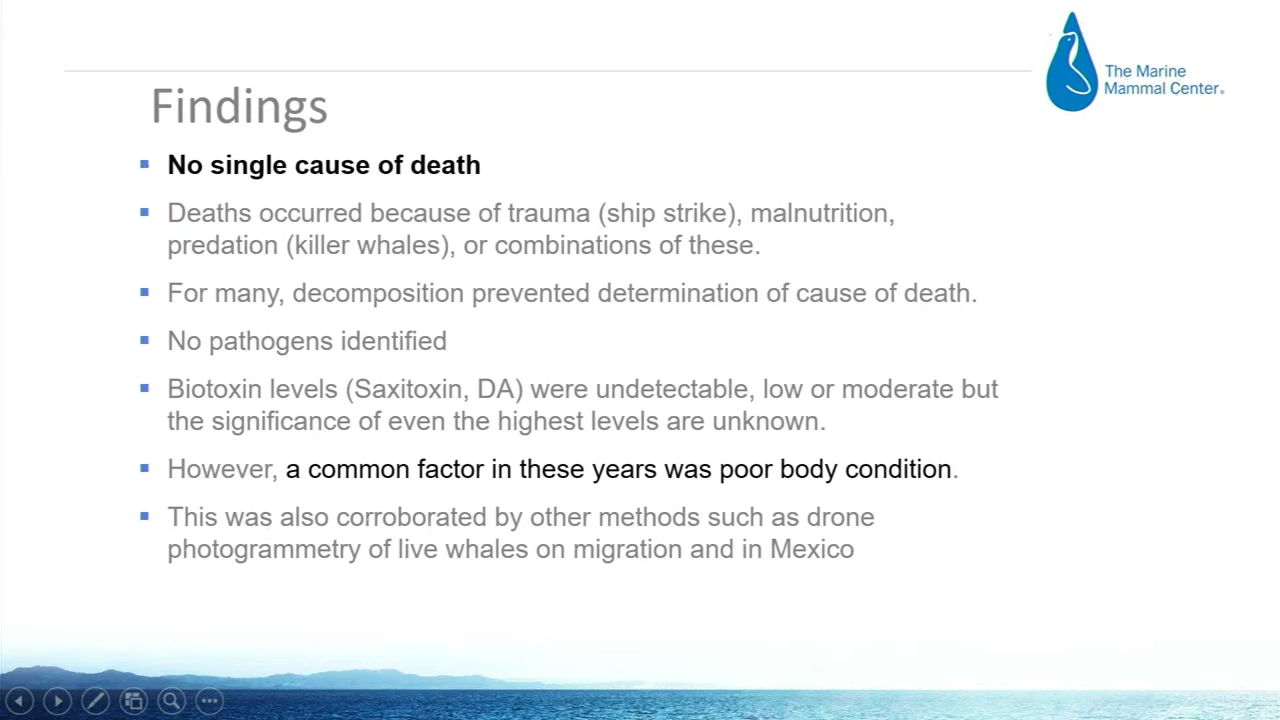 The Marine
Mammal Center®
Findings
No single cause of death
Deaths occurred because of trauma (ship strike), malnutrition,
predation (killer whales), or combinations of these.
For many, decomposition prevented determination of cause of death.
No pathogens identified
Biotoxin levels (Saxitoxin, DA) were undetectable, low or moderate but
the significance of even the highest levels are unknown.
However, a common factor in these years was poor body condition.
This was also corroborated by other methods such as drone
photogrammetry of live whales on migration and in Mexico